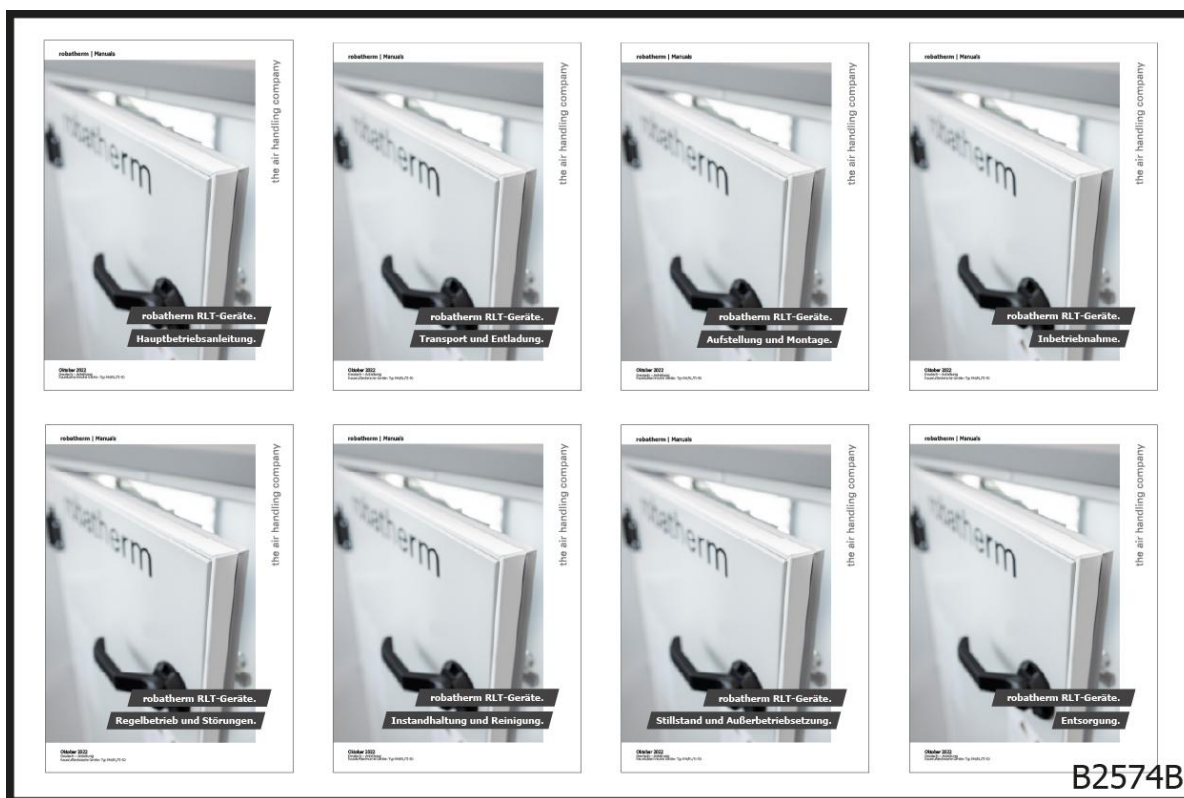 robatherm | Manuals
the air handling company
robatherm
robatherm RLT-Geräte.
Hauptbetriebsanleitung.
Oktober 2022
robatherm | Manuals
the air handling company
robatherm
robatherm RLT-Geräte.
Transport und Entladung.
Oktober 2022
robatherm | Manuals
the air handling company
robatherm
robatherm RLT-Geräte.
Aufstellung und Montage.
Oktober 2022
robatherm | Manuals
the air handling company
robatherm
robatherm RLT-Geräte.
Inbetriebnahme.
Oktober 2022
robatherm | Manuals
the air handling company
robatherm
robatherm RLT-Geräte.
Regelbetrieb und Störungen.
Oktober 2022
robatherm | Manuals
the air handling company
robatherm
robatherm RLT-Geräte.
Instandhaltung und Reinigung.
Oktober 2022
robatherm | Manuals
the air handling company
robatherm
robatherm RLT-Geräte.
Stillstand und Außerbetriebsetzung.
Oktober 2022
robatherm | Manuals
the air handling company
robatherm
robatherm RLT-Geräte.
Entsorgung.
Oktober 2022
B2574B